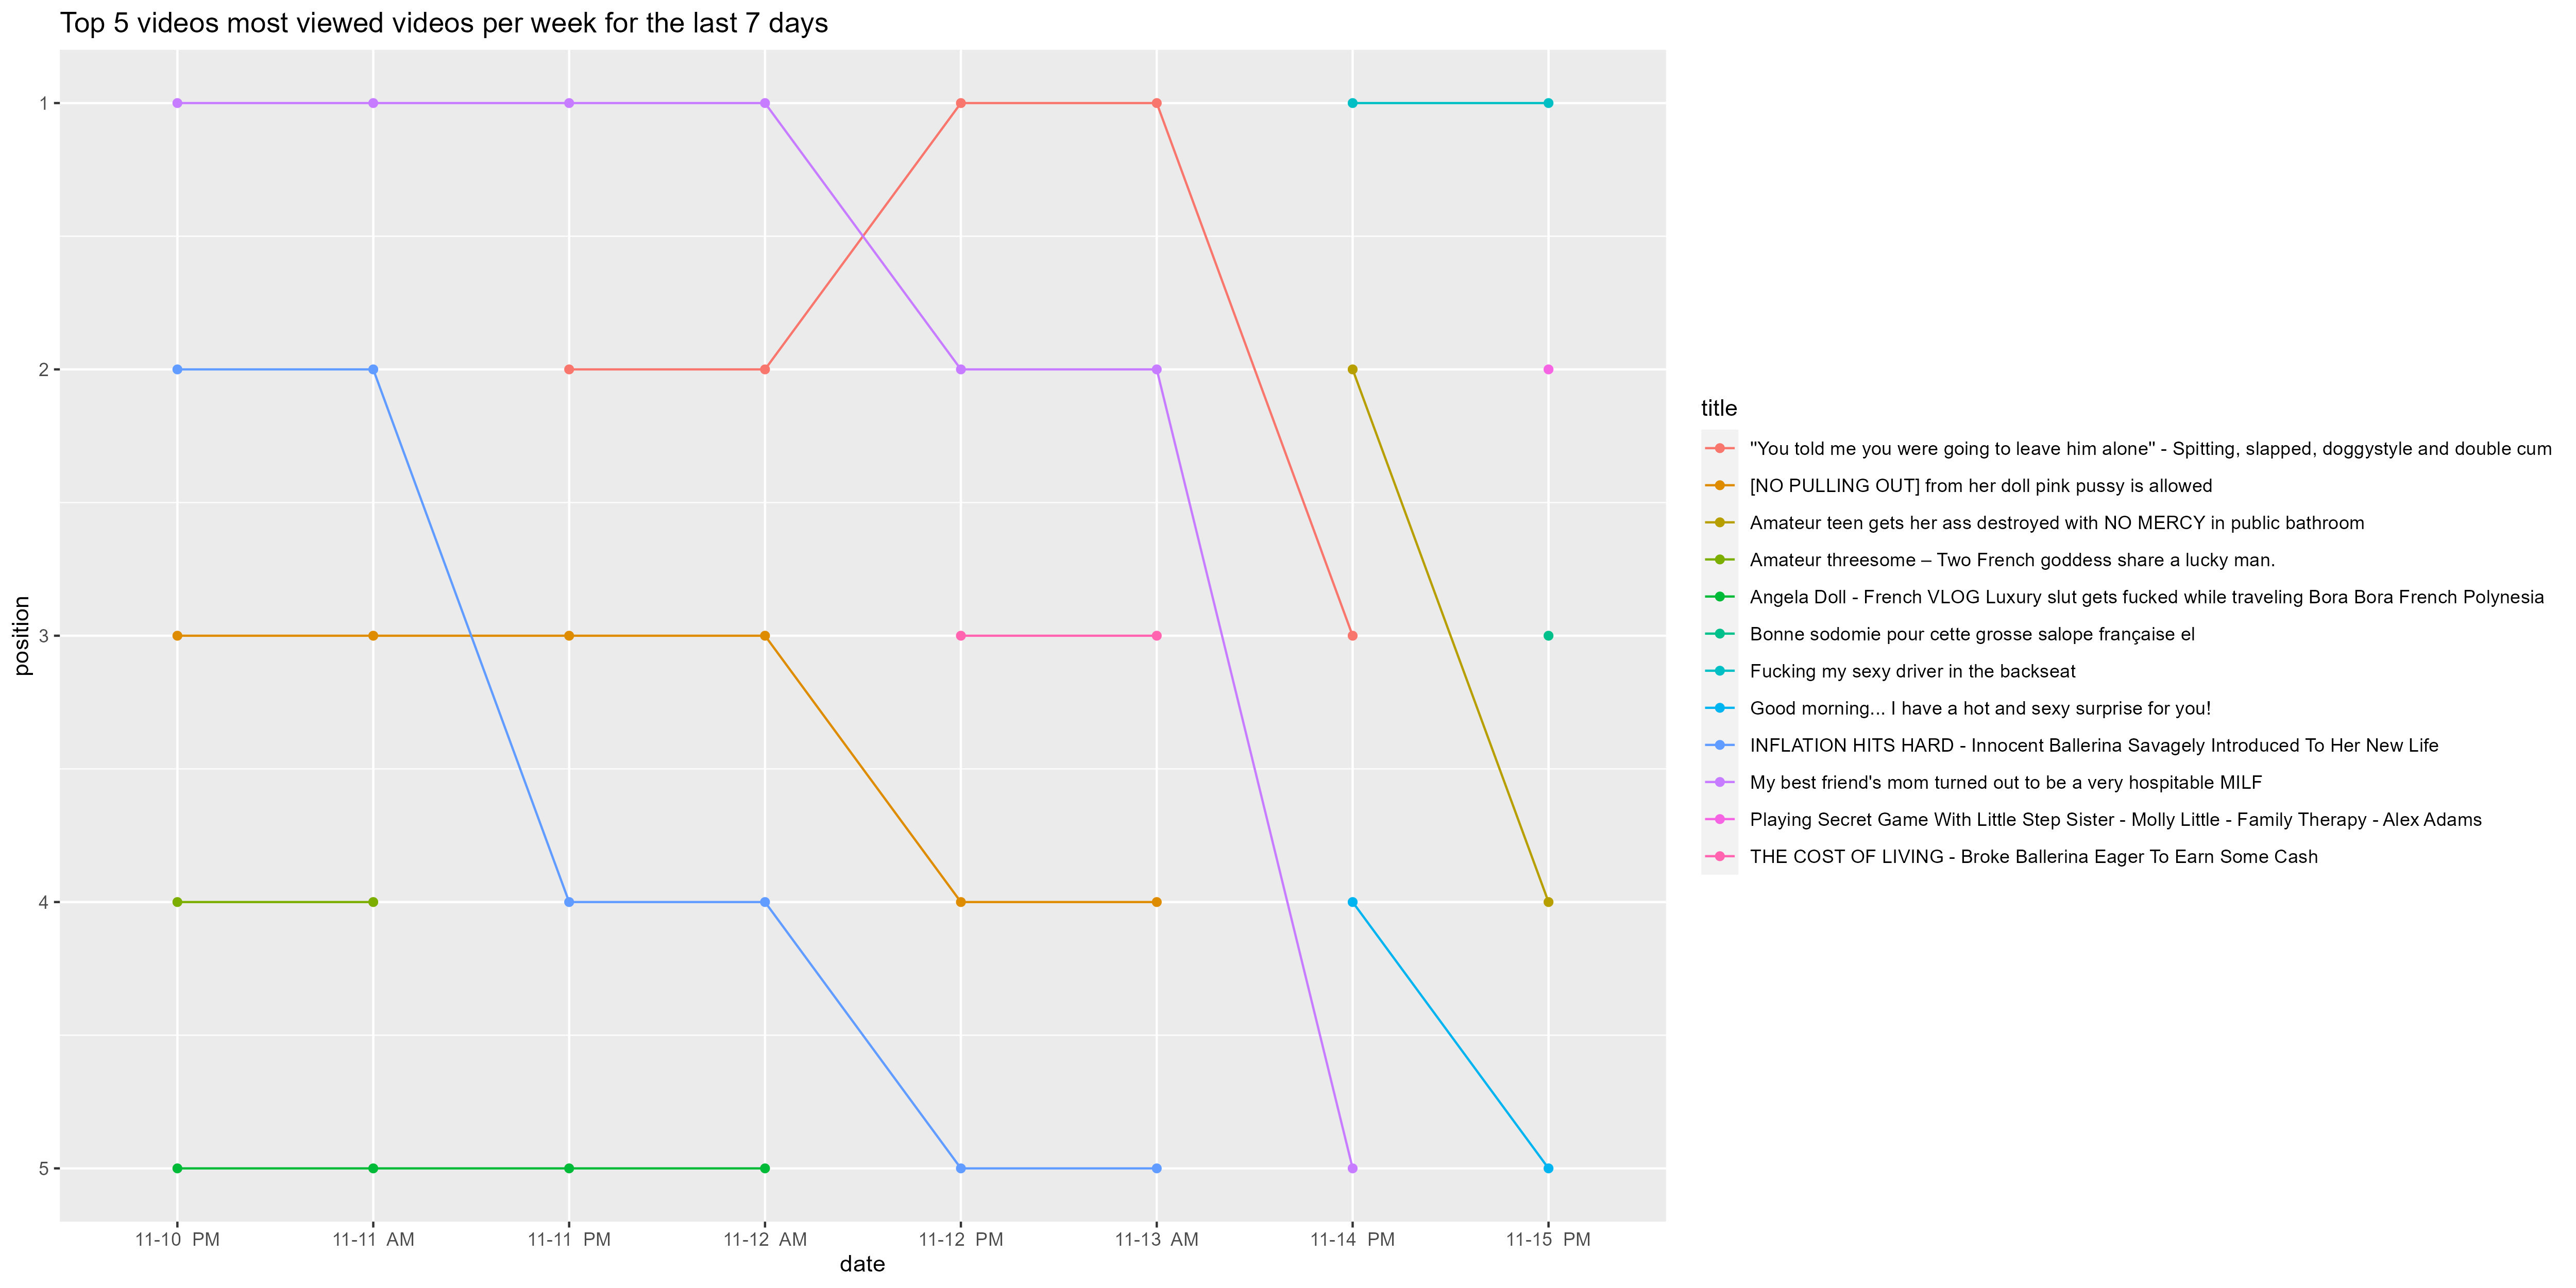 Top 5 videos most viewed videos per week for the last 7 days
1
2
3
4
5
position
11-10 PM
11-11 AM
11-11 PM
11-12 AM
11-12 PM
11-13 AM
11-14 PM
11-15 PM
date
title
"You told me you were going to leave him alone" - Spitting, slapped, doggystyle and double cum
[NO PULLING OUT] from her doll pink pussy is allowed
Amateur teen gets her ass destroyed with NO MERCY in public bathroom
Amateur threesome – Two French goddess share a lucky man.
Angela Doll - French VLOG Luxury slut gets fucked while traveling Bora Bora French Polynesia
Bonne sodomie pour cette grosse salope française el
Fucking my sexy driver in the backseat
Good morning... I have a hot and sexy surprise for you!
INFLATION HITS HARD - Innocent Ballerina Savagely Introduced To Her New Life
My best friend's mom turned out to be a very hospitable MILF
Playing Secret Game With Little Step Sister - Molly Little - Family Therapy - Alex Adams
THE COST OF LIVING - Broke Ballerina Eager To Earn Some Cash